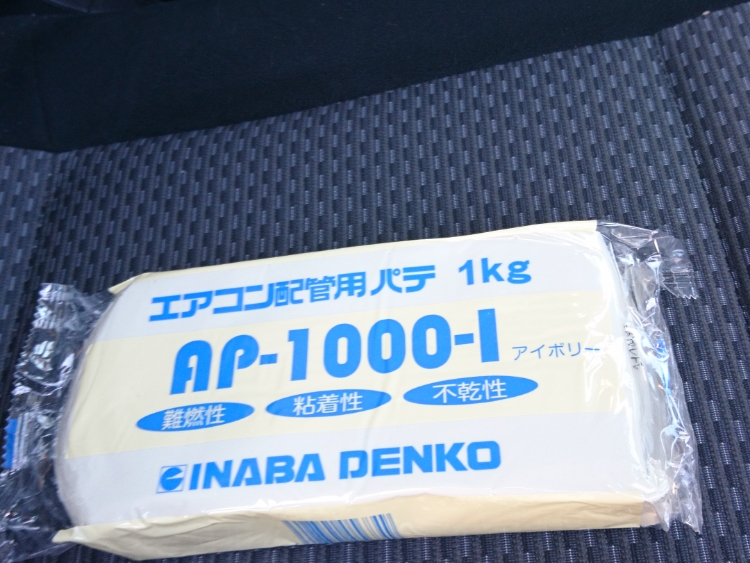 エアコン配管用パテ 1kg
AP-1000-I アイボリー
難燃性 粘着性 不乾性
INABA DENKO